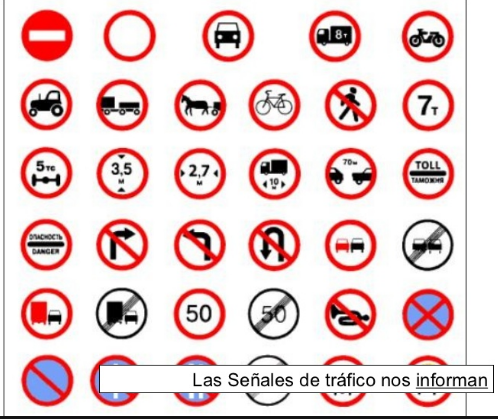 8т
7т
5тс
3,5
м
2,7
м
10
м
70м
TOLL
ТАМОЖНЯ
ОПАСНОСТЬ
DANGER
50
50
Las Señales de tráfico nos informan